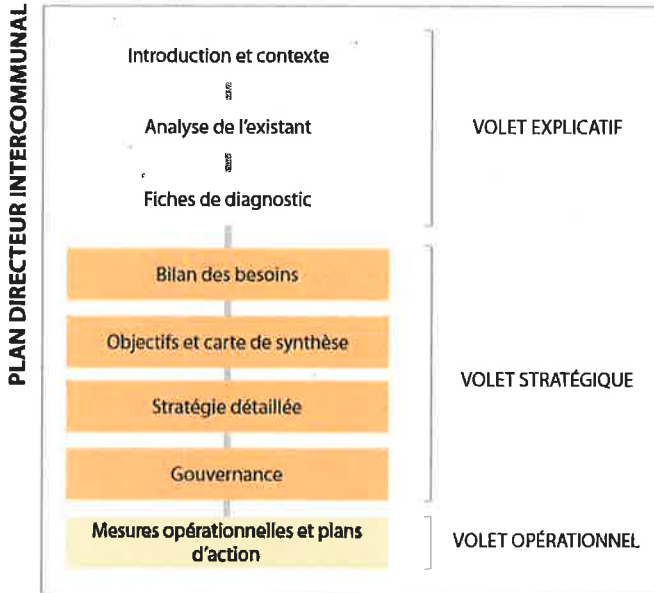 PLAN DIRECTEUR INTERCOMMUNAL
Introduction et contexte
Analyse de l'existant
Fiches de diagnostic
VOLET EXPLICATIF
Bilan des besoins
Objectifs et carte de synthèse
Stratégie détaillée
Gouvernance
VOLET STRATÉGIQUE
Mesures opérationnelles et plans
d'action
VOLET OPÉRATIONNEL